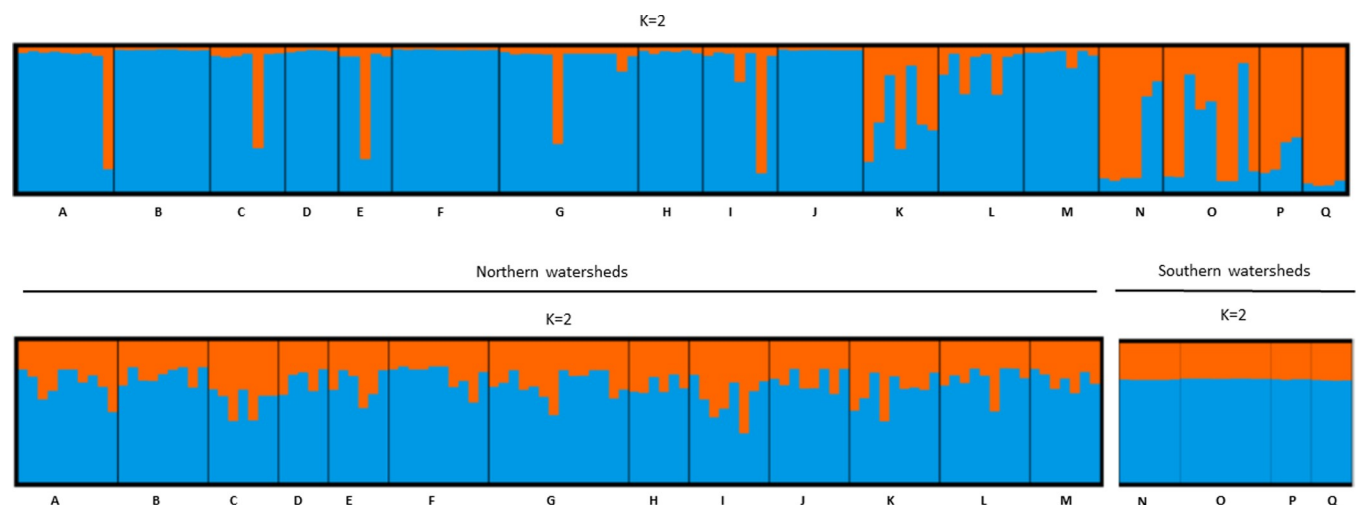 K=2
A B C D E F G H I J K L M N O P Q
Northern watersheds Southern watersheds
K=2 K=2
A B C D E F G H I J K L M N O P Q